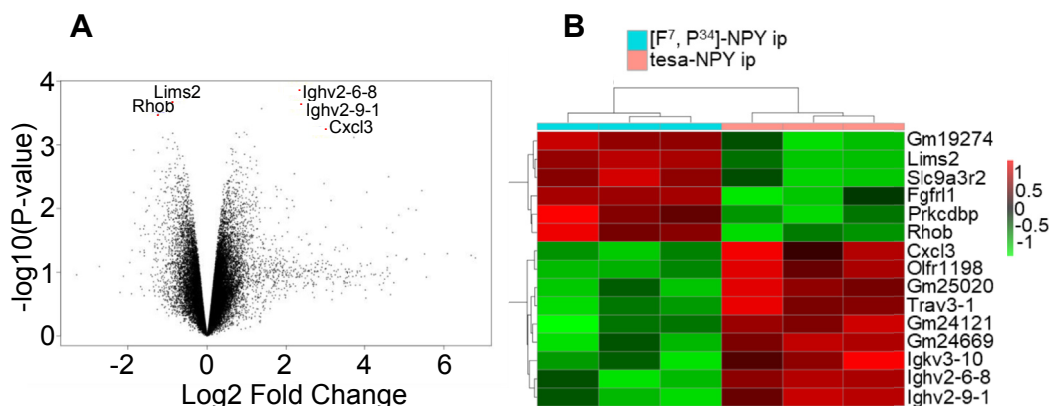 A
4
3
2
1
0
-log10(P-value)
Lims2
Rhob
Ighv2-6-8
Ighv2-9-1
Cxcl3
-2
0
2
4
6
Log2 Fold Change
B
[F⁷, P³⁴]-NPY ip
tesa-NPY ip
Gm19274
Lims2
Slc9a3r2
Fgfrl1
Prkcdbp
Rhob
Cxcl3
Olfr1198
Gm25020
Trav3-1
Gm24121
Gm24669
Igkv3-10
Ighv2-6-8
Ighv2-9-1
1
0.5
0
-0.5
-1